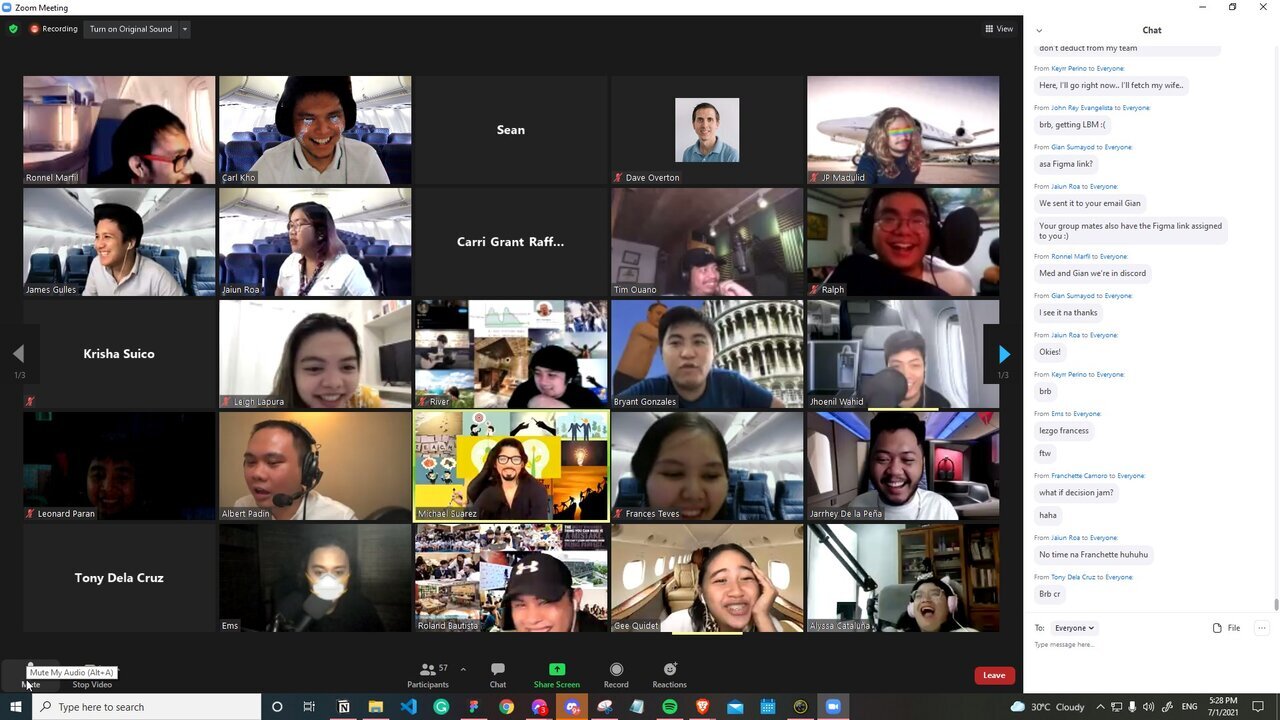 Zoom Meeting
Recording
Turn on Original Sound
View
Ronnel Marfil
Carl Kho
Sean
Dave Overton
JP Madulid
James Gulles
Jaiun Roa
Carri Grant Raff...
Tim Ouano
Ralph
Krisha Suico
Leigh Lapura
River
Bryant Gonzales
Jhoenil Wahid
1/3
1/3
Leonard Paran
Albert Padin
Michael Suarez
Frances Teves
Jarrhey De la Peña
Tony Dela Cruz
Ems
Roland Bautista
Gee Quidet
Alyssa Cataluña
Mute My Audio (Alt+A)
Mute
Stop Video
57
Participants
Chat
Share Screen
Record
Reactions
Leave
Chat
don't deduct from my team
From Keyrr Perino to Everyone:
Here, I'll go right now.. I'll fetch my wife..
From John Rey Evangelista to Everyone:
brb, getting LBM :(
From Gian Sumayod to Everyone:
asa Figma link?
From Jaiun Roa to Everyone:
We sent it to your email Gian
Your group mates also have the Figma link assigned
to you :)
From Ronnel Marfil to Everyone:
Med and Gian we're in discord
From Gian Sumayod to Everyone:
I see it na thanks
From Jaiun Roa to Everyone:
Okies!
From Keyrr Perino to Everyone:
brb
From Ems to Everyone:
lezgo francess
ftw
From Franchette Camoro to Everyone:
what if decision jam?
haha
From Jaiun Roa to Everyone:
No time na Franchette huhuhu
From Tony Dela Cruz to Everyone:
Brb cr
To: Everyone
File
Type message here...
Type here to search
30°C Cloudy
ENG
5:28 PM
7/1/2021